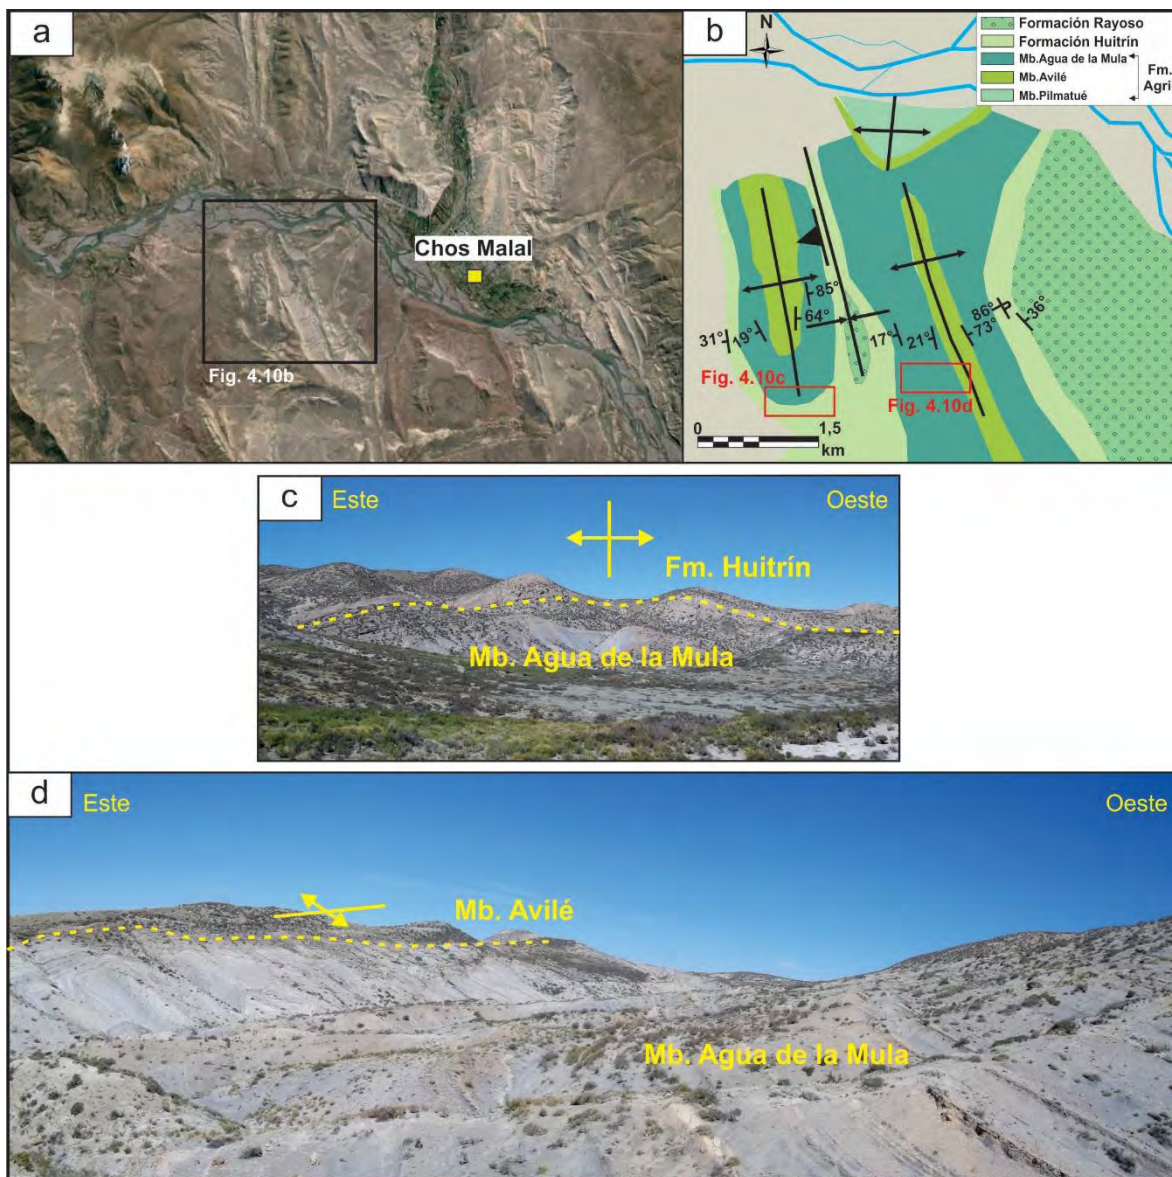 a
Chos Malal
Fig. 4.10b
b
N
Formación Rayoso
Formación Huitrín
Mb.Agua de la Mula
Mb.Avilé
Mb.Pilmatué
Fm.
Agrio
85°
64°
31°
19°
17°
21°
86°
73°
36°
Fig. 4.10c
Fig. 4.10d
0
1,5
km
c
Este
Oeste
Fm. Huitrín
Mb. Agua de la Mula
d
Este
Oeste
Mb. Avilé
Mb. Agua de la Mula